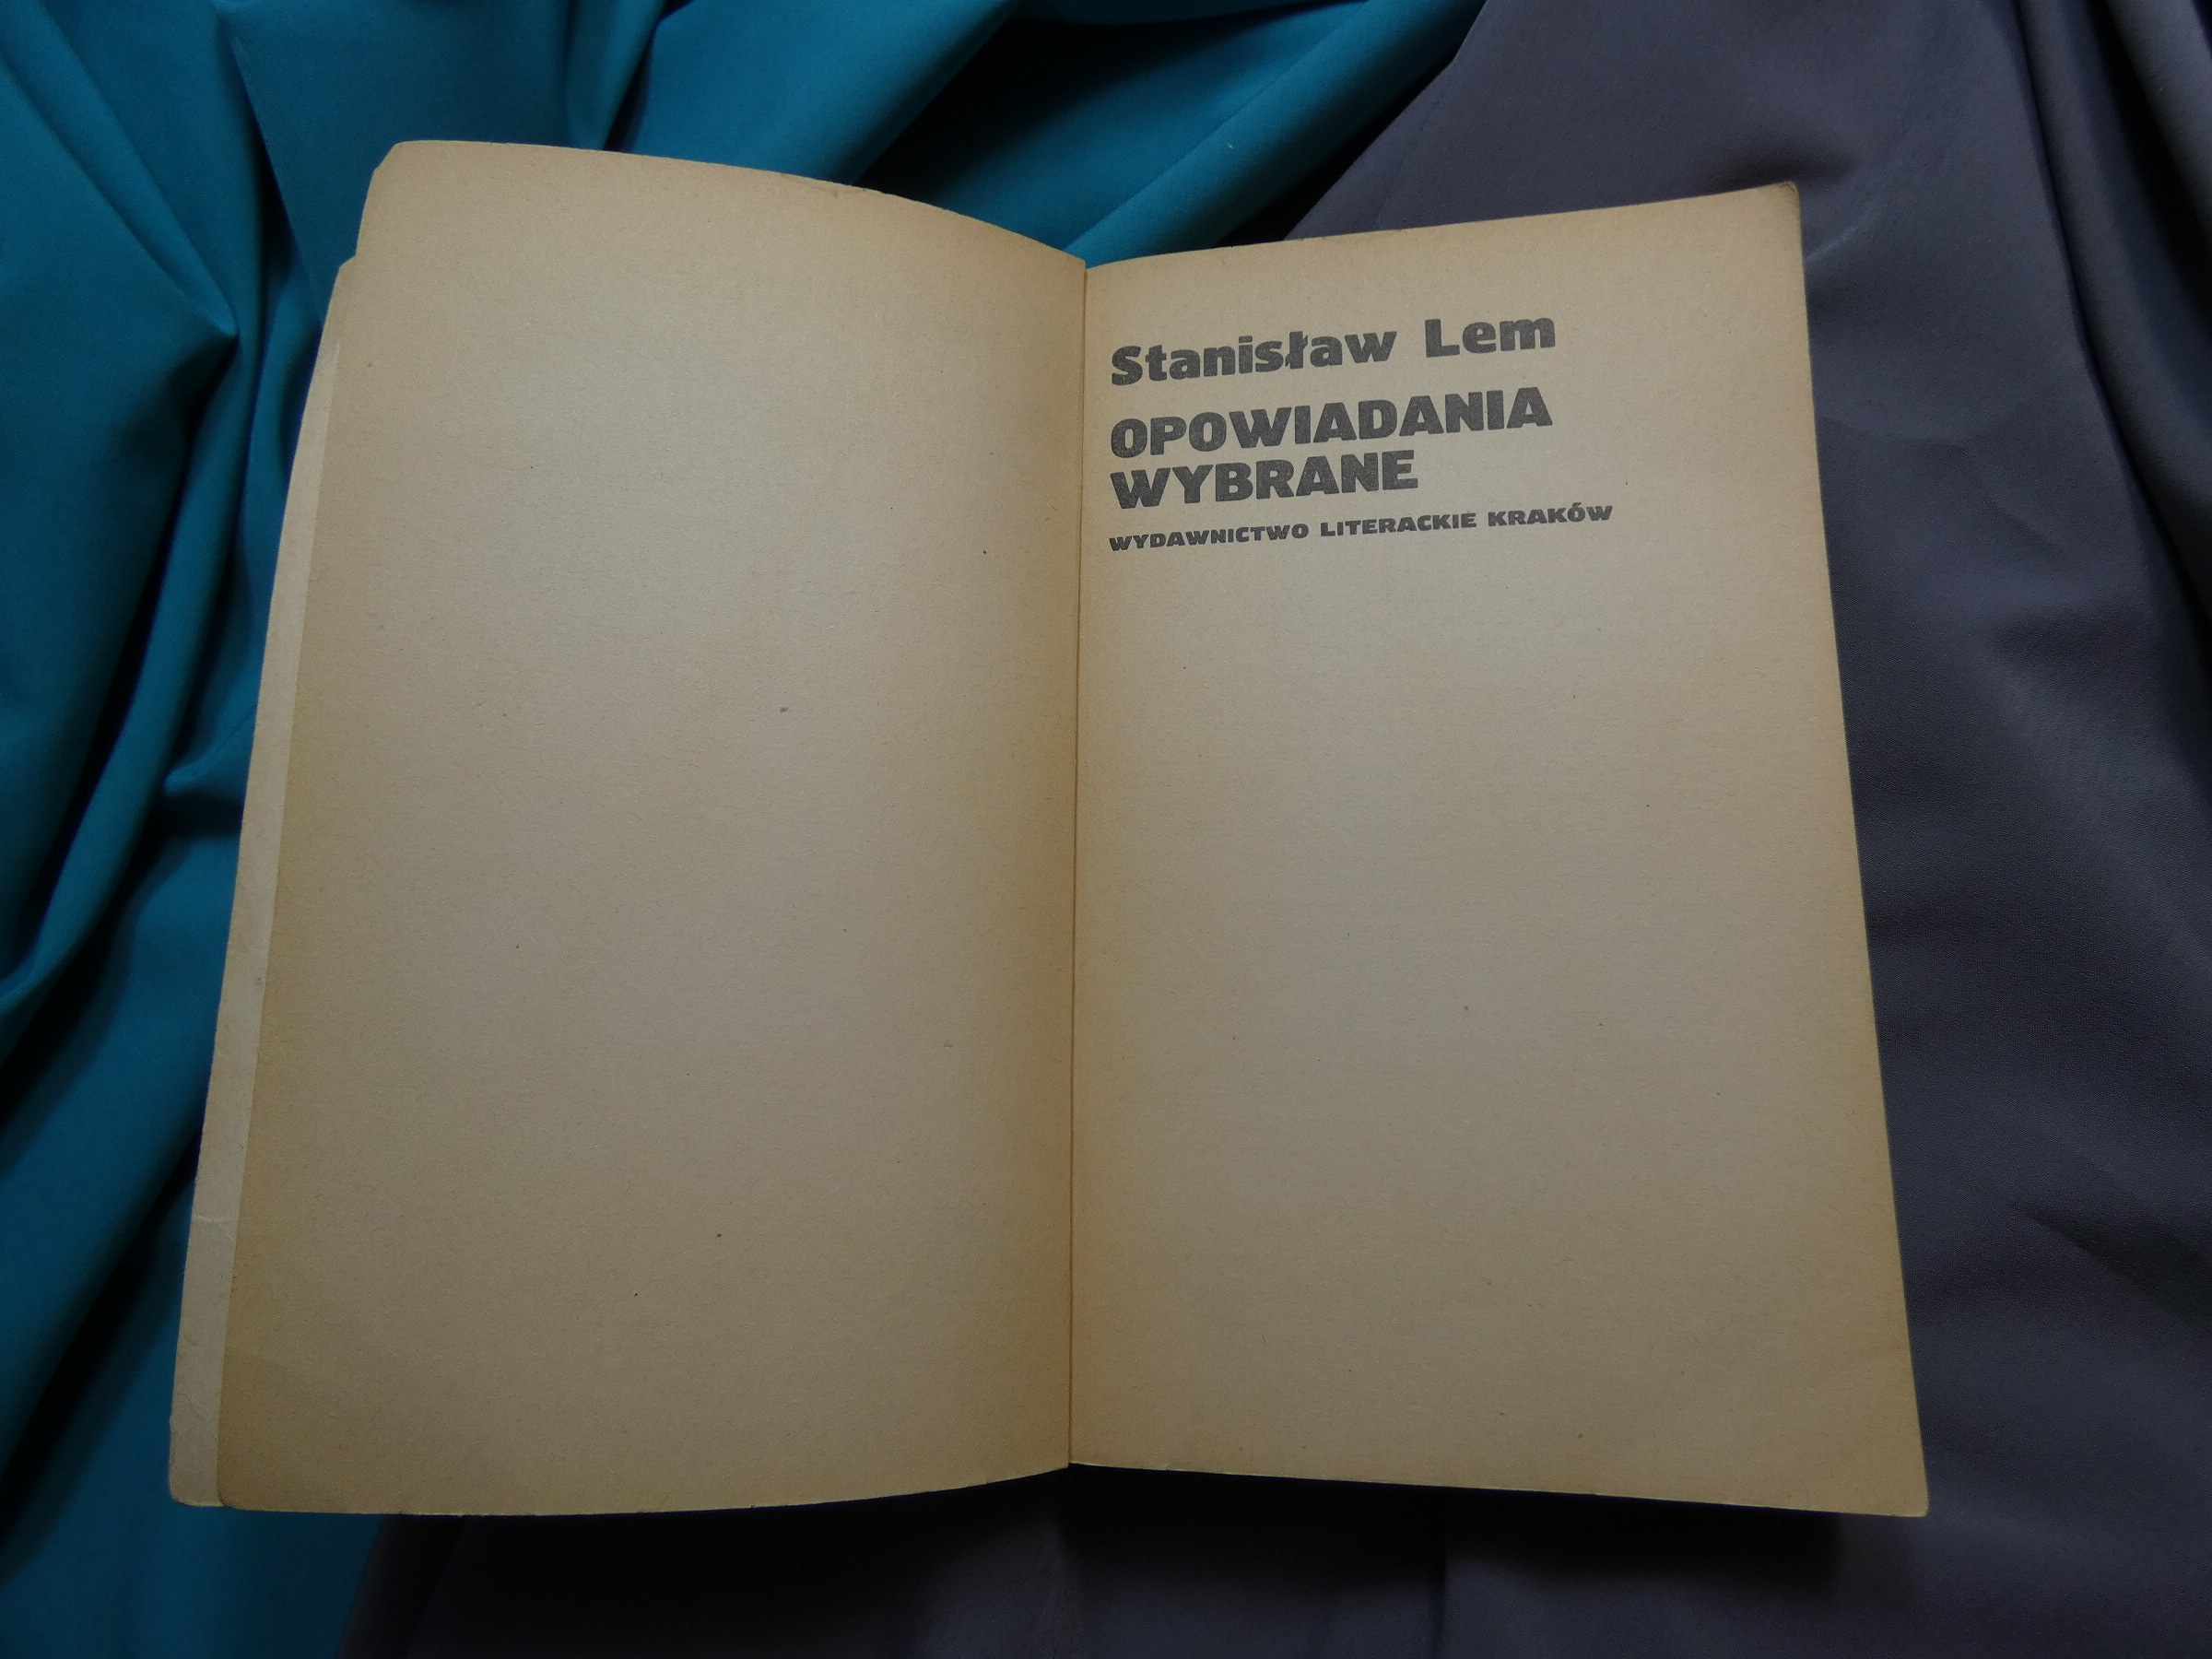 Stanisław Lem
OPOWIADANIA
WYBRANE
WYDAWNICTWO LITERACKIE KRAKÓW